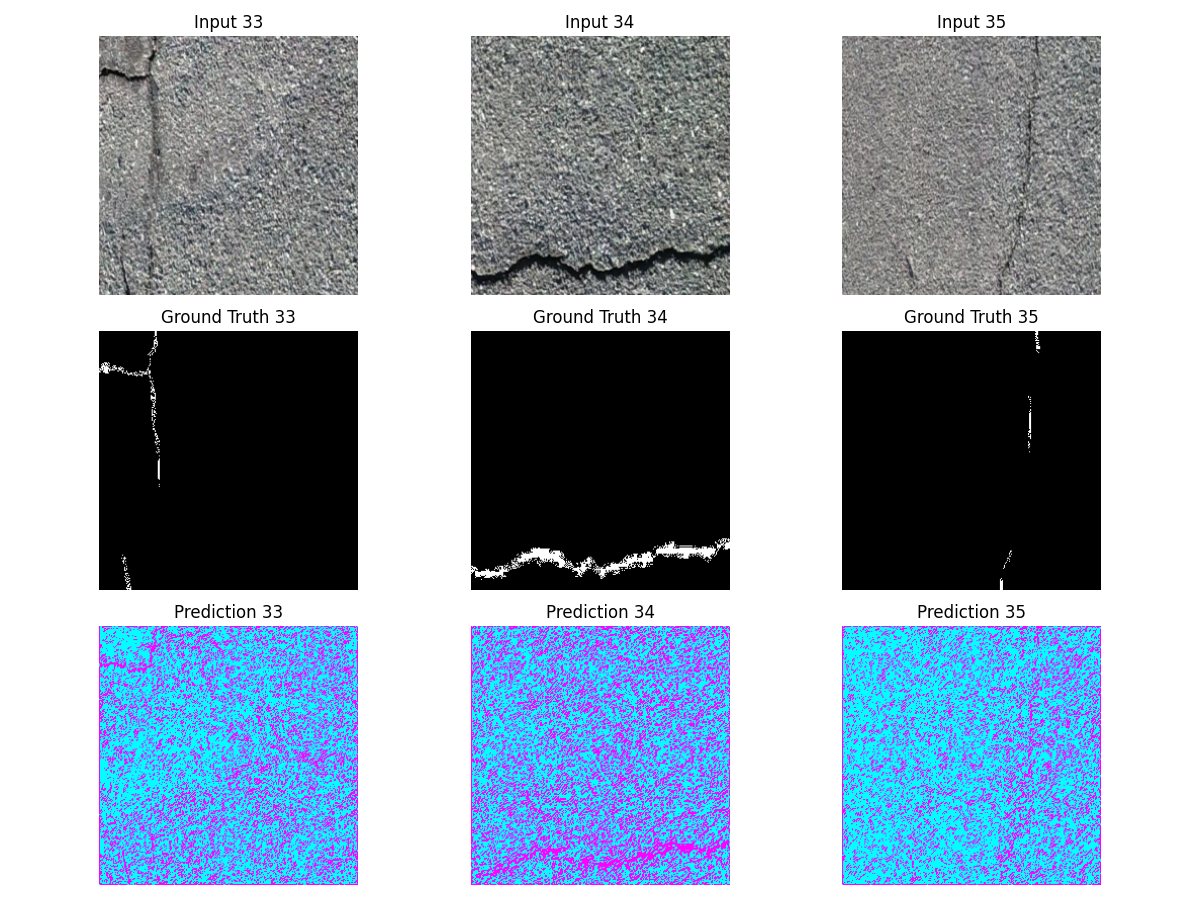 Input 33
Input 34
Input 35
Ground Truth 33
Ground Truth 34
Ground Truth 35
Prediction 33
Prediction 34
Prediction 35